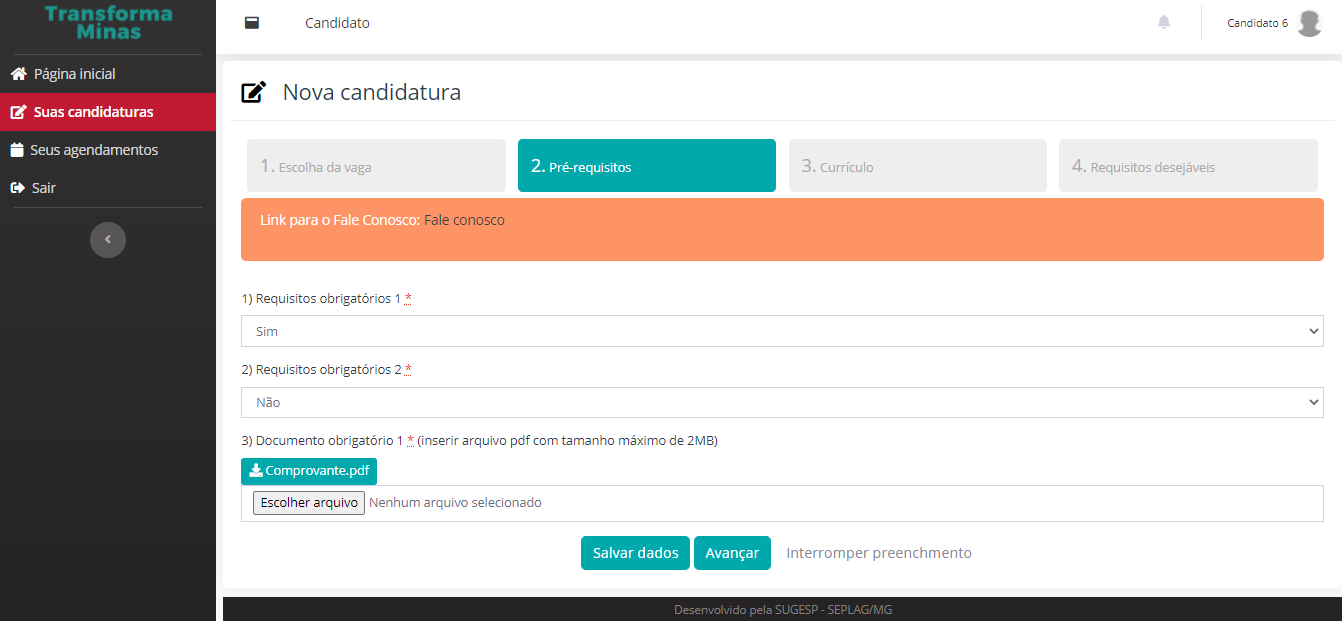 Transforma
Minas
Página inicial
Suas candidaturas
Seus agendamentos
Sair
Candidato
Candidato 6
Nova candidatura
1. Escolha da vaga
2. Pré-requisitos
3. Currículo
4. Requisitos desejáveis
Link para o Fale Conosco: Fale conosco
1) Requisitos obrigatórios 1 *
Sim
2) Requisitos obrigatórios 2 *
Não
3) Documento obrigatório 1 * (inserir arquivo pdf com tamanho máximo de 2MB)
Comprovante.pdf
Escolher arquivo Nenhum arquivo selecionado
Salvar dados Avançar Interromper preenchmento
Desenvolvido pela SUGESP - SEPLAG/MG